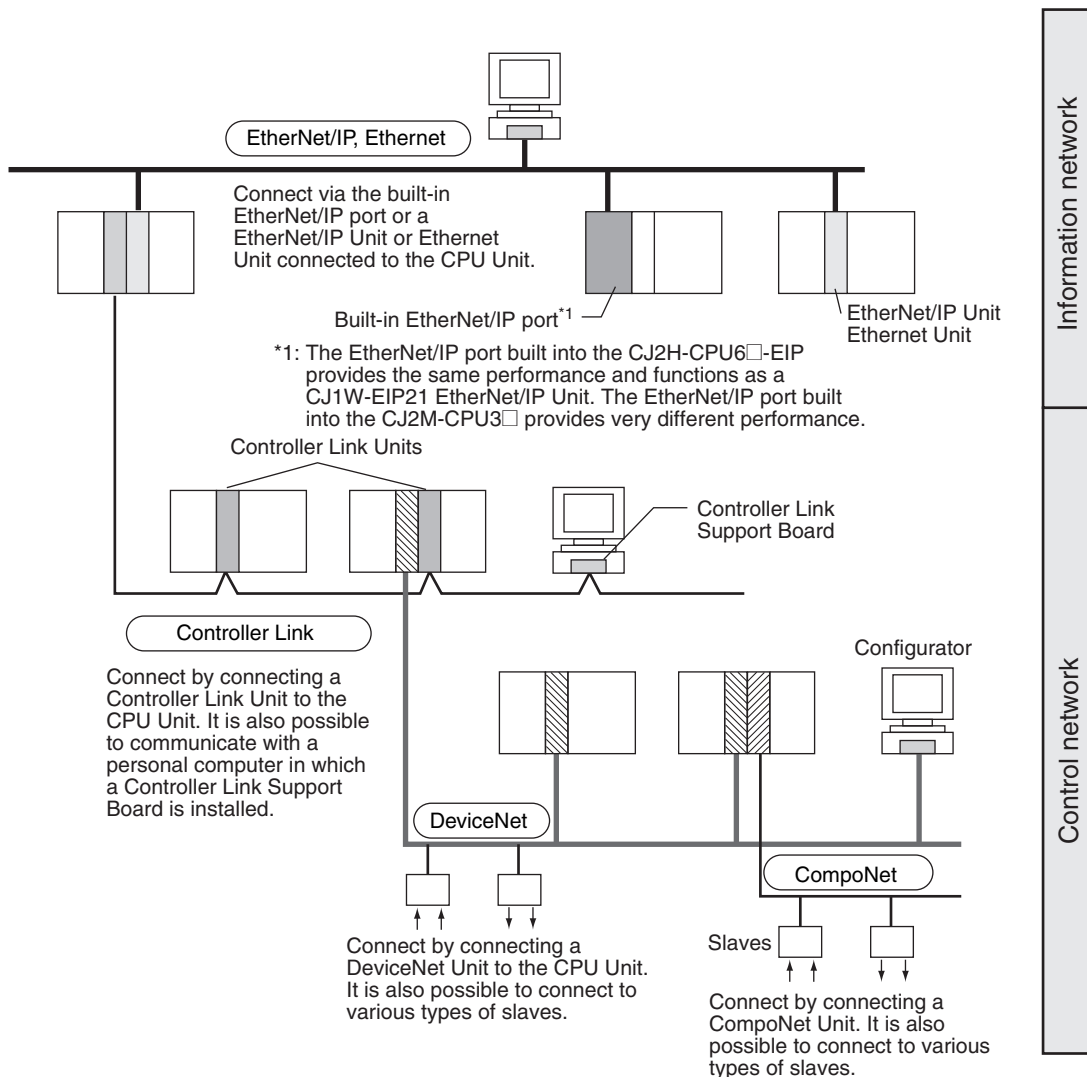 EtherNet/IP, Ethernet
Connect via the built-in
EtherNet/IP port or a
EtherNet/IP Unit or Ethernet
Unit connected to the CPU Unit.
Built-in EtherNet/IP port*1
EtherNet/IP Unit
Ethernet Unit
*1: The EtherNet/IP port built into the CJ2H-CPU6□-EIP
provides the same performance and functions as a
CJ1W-EIP21 EtherNet/IP Unit. The EtherNet/IP port built
into the CJ2M-CPU3□ provides very different performance.
Information network
Controller Link Units
Controller Link
Support Board
Controller Link
Connect by connecting a
Controller Link Unit to the
CPU Unit. It is also possible
to communicate with a
personal computer in which
a Controller Link Support
Board is installed.
Configurator
Control network
DeviceNet
CompoNet
Connect by connecting a
DeviceNet Unit to the CPU Unit.
It is also possible to connect to
various types of slaves.
Slaves
Connect by connecting a
CompoNet Unit. It is also
possible to connect to various
types of slaves.